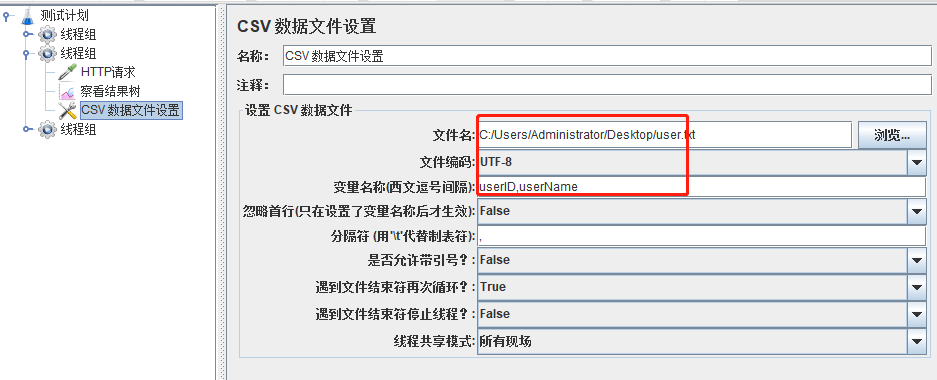 测试计划
线程组
线程组
HTTP请求
察看结果树
CSV 数据文件设置
线程组
CSV 数据文件设置
名称： CSV 数据文件设置
注释：
设置 CSV 数据文件
文件名: C:/Users/Administrator/Desktop/user.txt 浏览...
文件编码: UTF-8
变量名称(西文逗号间隔): userID,userName
忽略首行(只在设置了变量名称后才生效): False
分隔符 (用'\t'代替制表符): ,
是否允许带引号？: False
遇到文件结束符再次循环？: True
遇到文件结束符停止线程？: False
线程共享模式: 所有现场